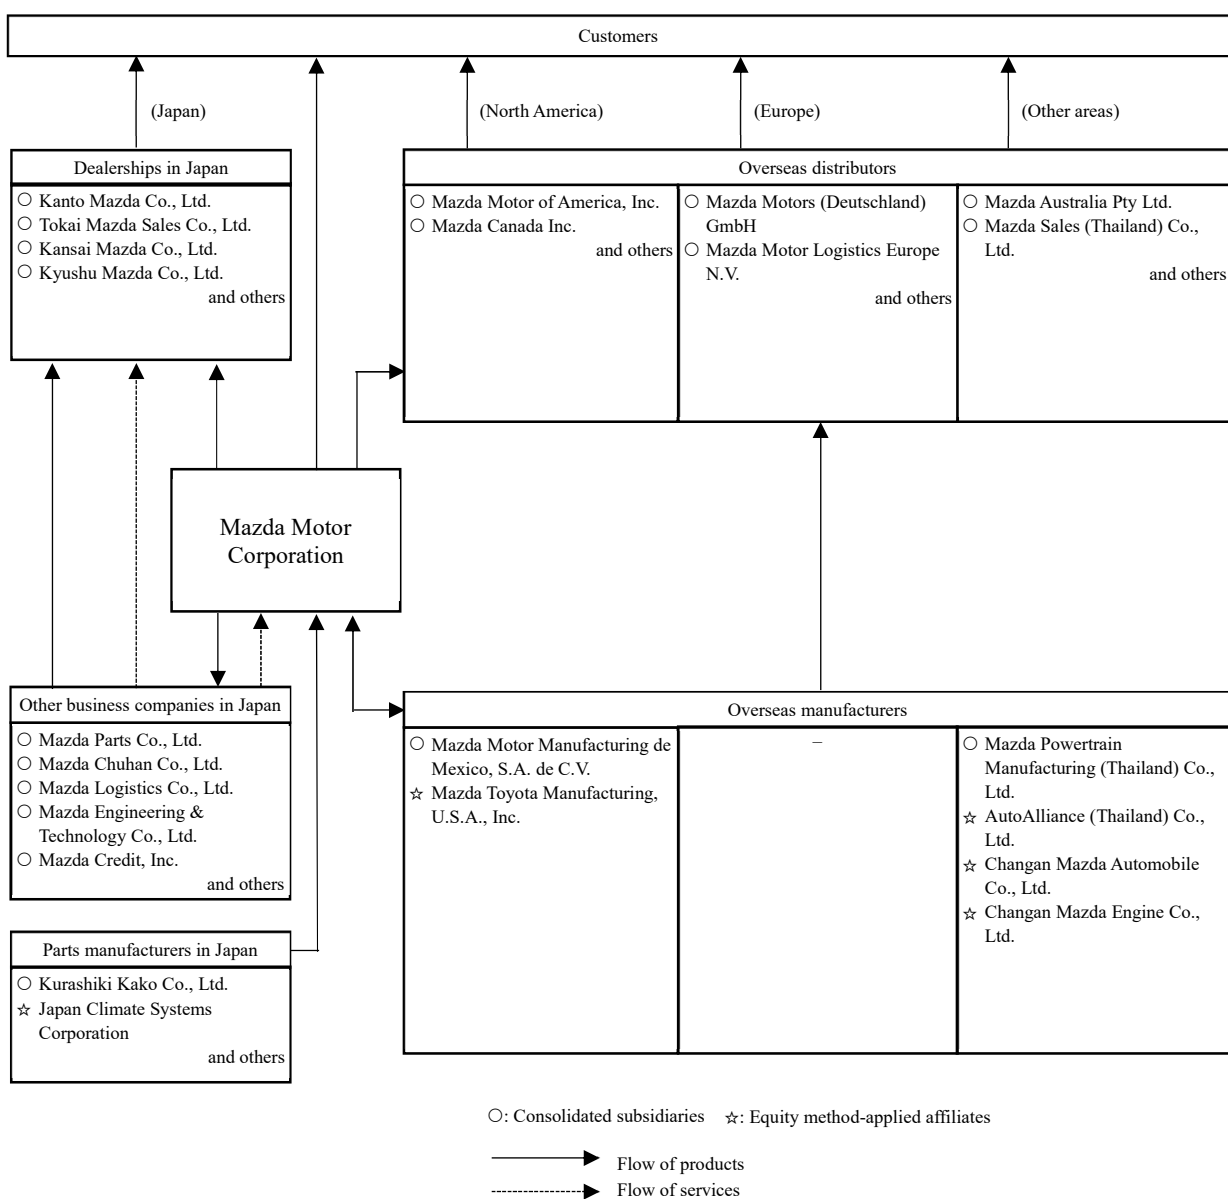 Customers
(Japan)
(North America)
(Europe)
(Other areas)
Dealerships in Japan
○ Kanto Mazda Co., Ltd.
○ Tokai Mazda Sales Co., Ltd.
○ Kansai Mazda Co., Ltd.
○ Kyushu Mazda Co., Ltd.
and others
Overseas distributors
○ Mazda Motor of America, Inc.
○ Mazda Canada Inc.
and others
○ Mazda Motors (Deutschland)
GmbH
○ Mazda Motor Logistics Europe
N.V.
and others
○ Mazda Australia Pty Ltd.
○ Mazda Sales (Thailand) Co.,
Ltd.
and others
Mazda Motor
Corporation
Other business companies in Japan
○ Mazda Parts Co., Ltd.
○ Mazda Chuhan Co., Ltd.
○ Mazda Logistics Co., Ltd.
○ Mazda Engineering &
Technology Co., Ltd.
○ Mazda Credit, Inc.
and others
Overseas manufacturers
○ Mazda Motor Manufacturing de
Mexico, S.A. de C.V.
☆ Mazda Toyota Manufacturing,
U.S.A., Inc.
–
○ Mazda Powertrain
Manufacturing (Thailand) Co.,
Ltd.
☆ AutoAlliance (Thailand) Co.,
Ltd.
☆ Changan Mazda Automobile
Co., Ltd.
☆ Changan Mazda Engine Co.,
Ltd.
Parts manufacturers in Japan
○ Kurashiki Kako Co., Ltd.
☆ Japan Climate Systems
Corporation
and others
○: Consolidated subsidiaries ☆: Equity method-applied affiliates
Flow of products
Flow of services